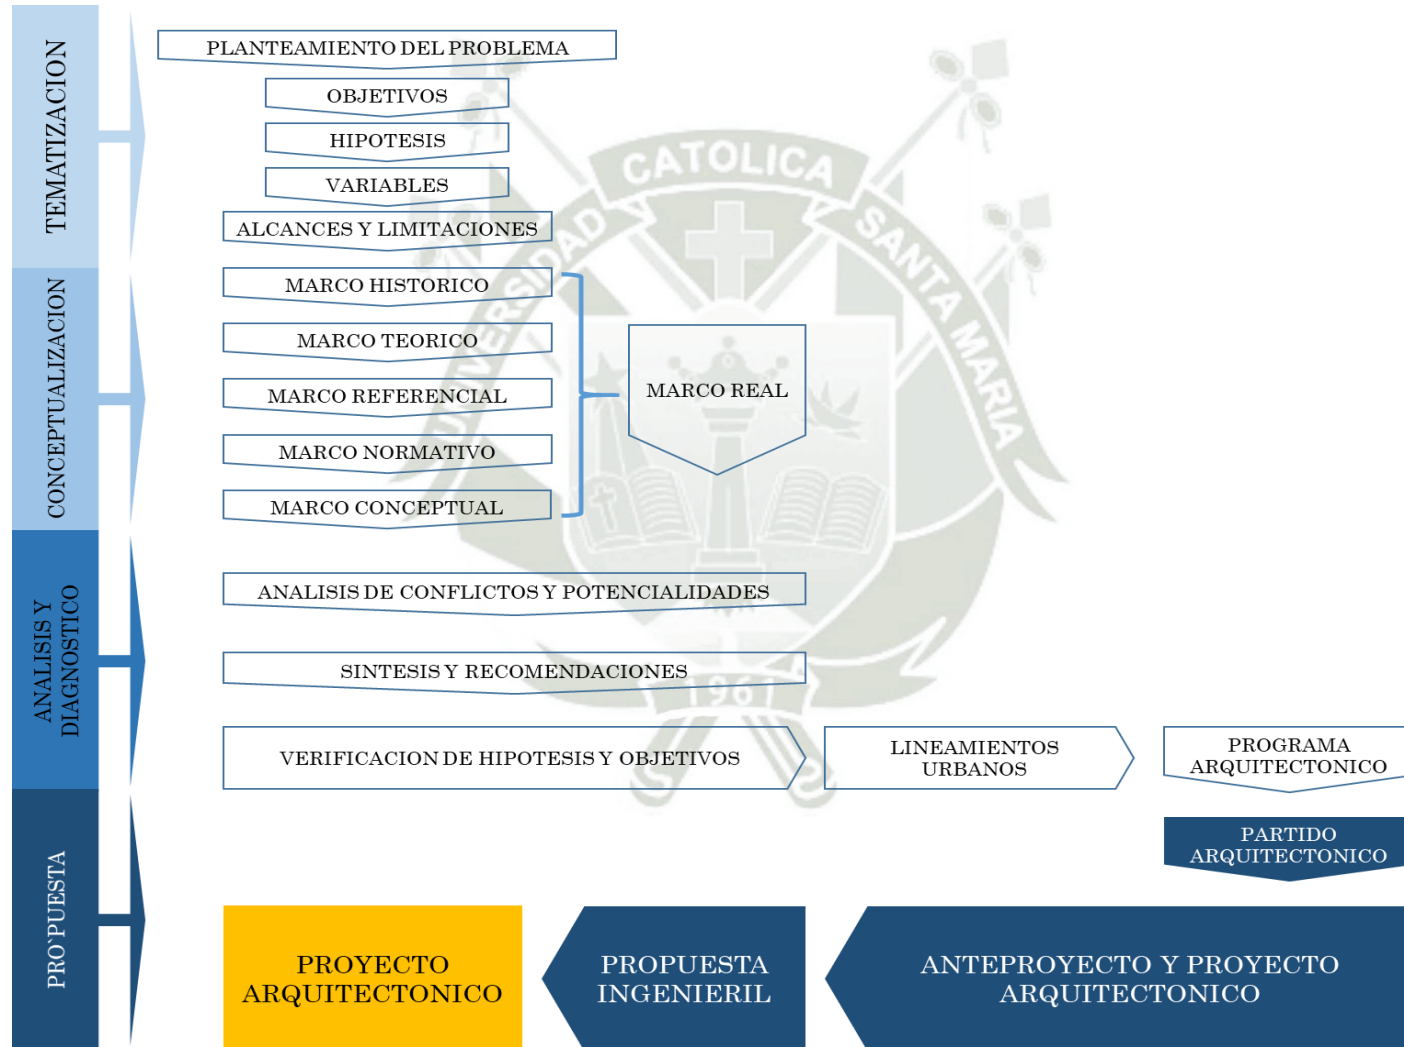 TEMATIZACION
PLANTEAMIENTO DEL PROBLEMA
OBJETIVOS
HIPOTESIS
VARIABLES
ALCANCES Y LIMITACIONES
CONCEPTUALIZACION
MARCO HISTORICO
MARCO TEORICO
MARCO REFERENCIAL
MARCO NORMATIVO
MARCO CONCEPTUAL
MARCO REAL
ANALISIS Y
DIAGNOSTICO
ANALISIS DE CONFLICTOS Y POTENCIALIDADES
SINTESIS Y RECOMENDACIONES
VERIFICACION DE HIPOTESIS Y OBJETIVOS
LINEAMIENTOS
URBANOS
PROGRAMA
ARQUITECTONICO
PARTIDO
ARQUITECTONICO
PRO`PUESTA
PROYECTO
ARQUITECTONICO
PROPUESTA
INGENIERIL
ANTEPROYECTO Y PROYECTO
ARQUITECTONICO
UNIVERSIDAD CATOLICA SANTA MARIA
1961